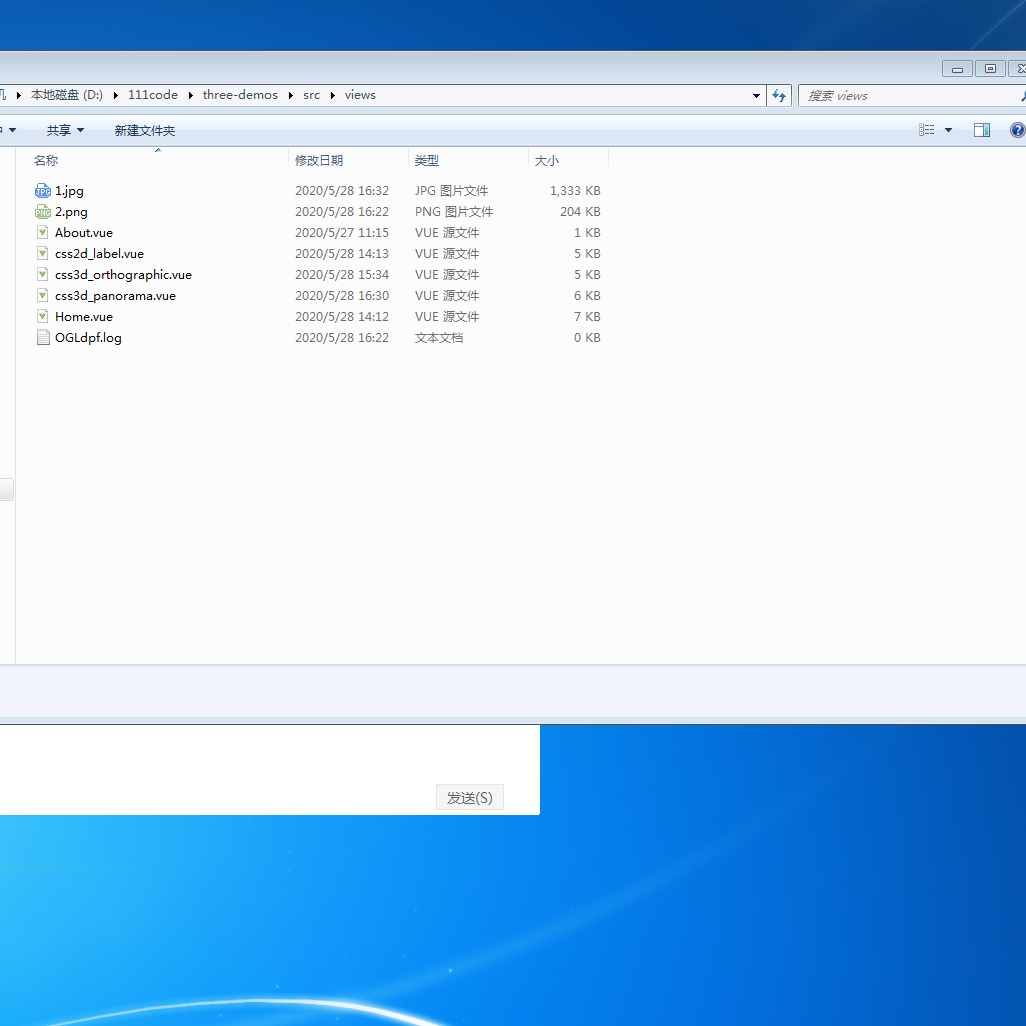 本地磁盘 (D:) 111code three-demos src views 搜索 views
共享 新建文件夹
名称 修改日期 类型 大小
1.jpg 2020/5/28 16:32 JPG 图片文件 1,333 KB
2.png 2020/5/28 16:22 PNG 图片文件 204 KB
About.vue 2020/5/27 11:15 VUE 源文件 1 KB
css2d_label.vue 2020/5/28 14:13 VUE 源文件 5 KB
css3d_orthographic.vue 2020/5/28 15:34 VUE 源文件 5 KB
css3d_panorama.vue 2020/5/28 16:30 VUE 源文件 6 KB
Home.vue 2020/5/28 14:12 VUE 源文件 7 KB
OGLdpf.log 2020/5/28 16:22 文本文档 0 KB
发送(S)